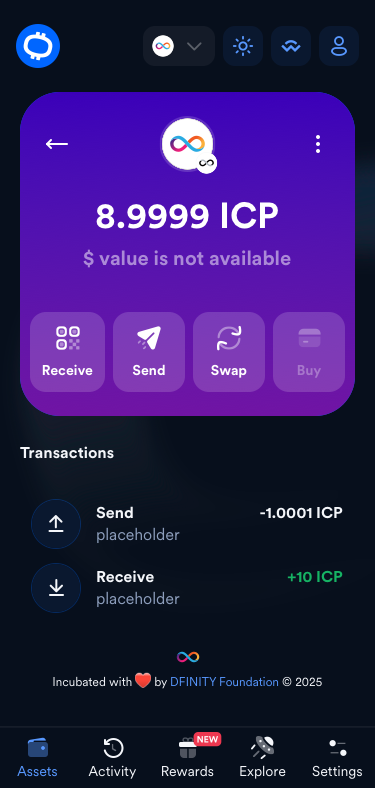 8.9999 ICP
$ value is not available
Receive
Send
Swap
Buy
Transactions
Send
-1.0001 ICP
placeholder
Receive
+10 ICP
placeholder
Incubated with ❤️ by DFINITY Foundation © 2025
NEW
Assets
Activity
Rewards
Explore
Settings